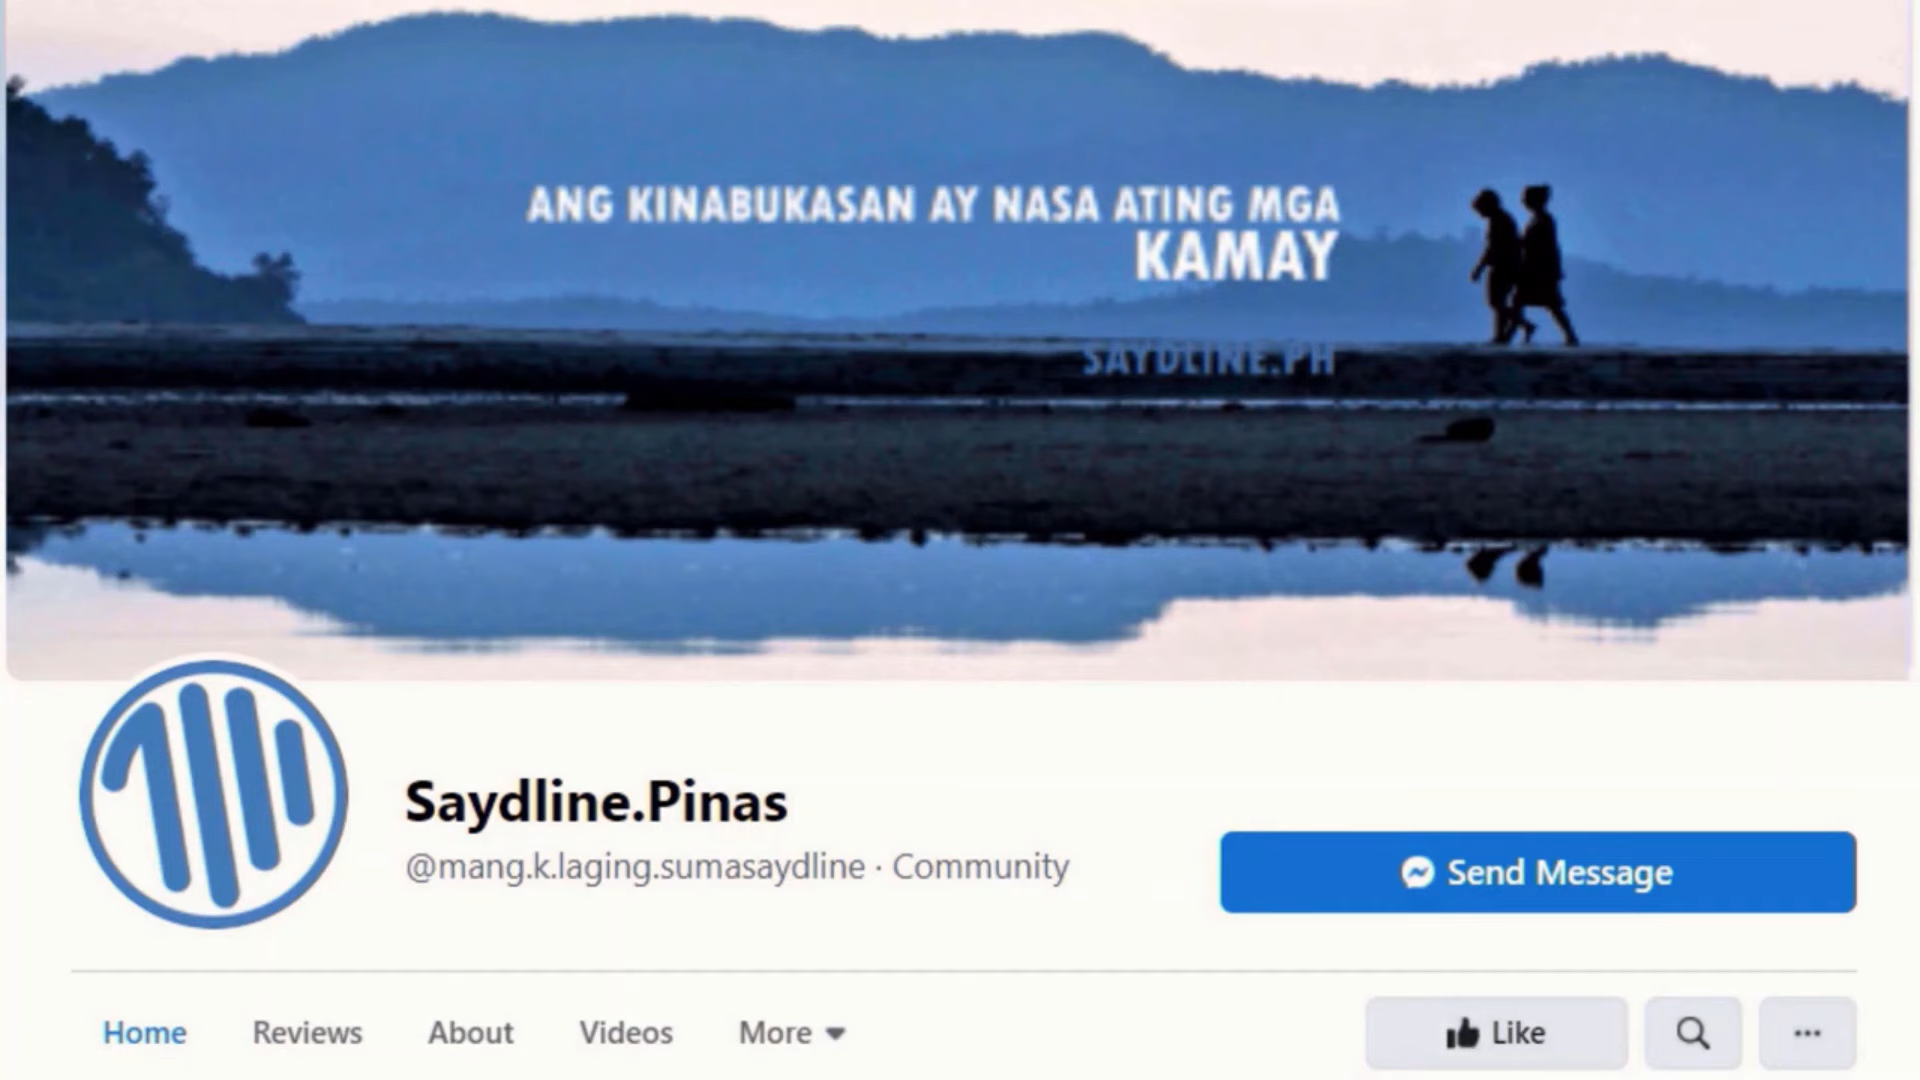 ANG KINABUKASAN AY NASA ATING MGA
KAMAY
SAYDLINE.PH
Saydline.Pinas
@mang.k.laging.sumasaydline · Community
Send Message
Home Reviews About Videos More
Like